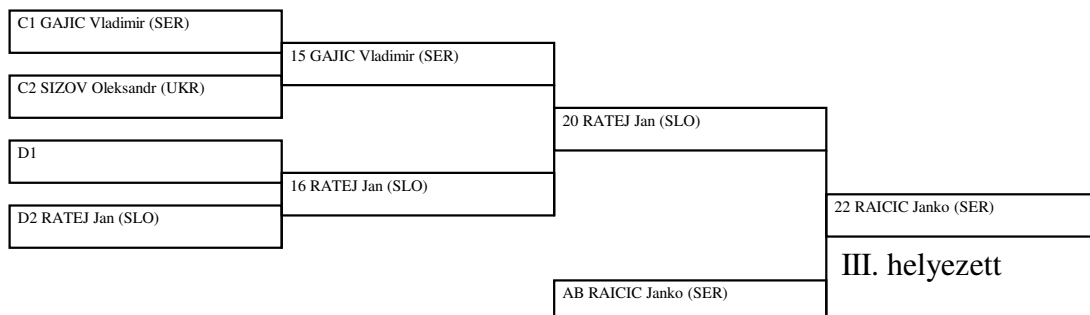 C1 GAJIC Vladimir (SER)
15 GAJIC Vladimir (SER)
C2 SIZOV Oleksandr (UKR)
20 RATEJ Jan (SLO)
D1
16 RATEJ Jan (SLO)
D2 RATEJ Jan (SLO)
22 RAICIC Janko (SER)
III. helyezett
AB RAICIC Janko (SER)